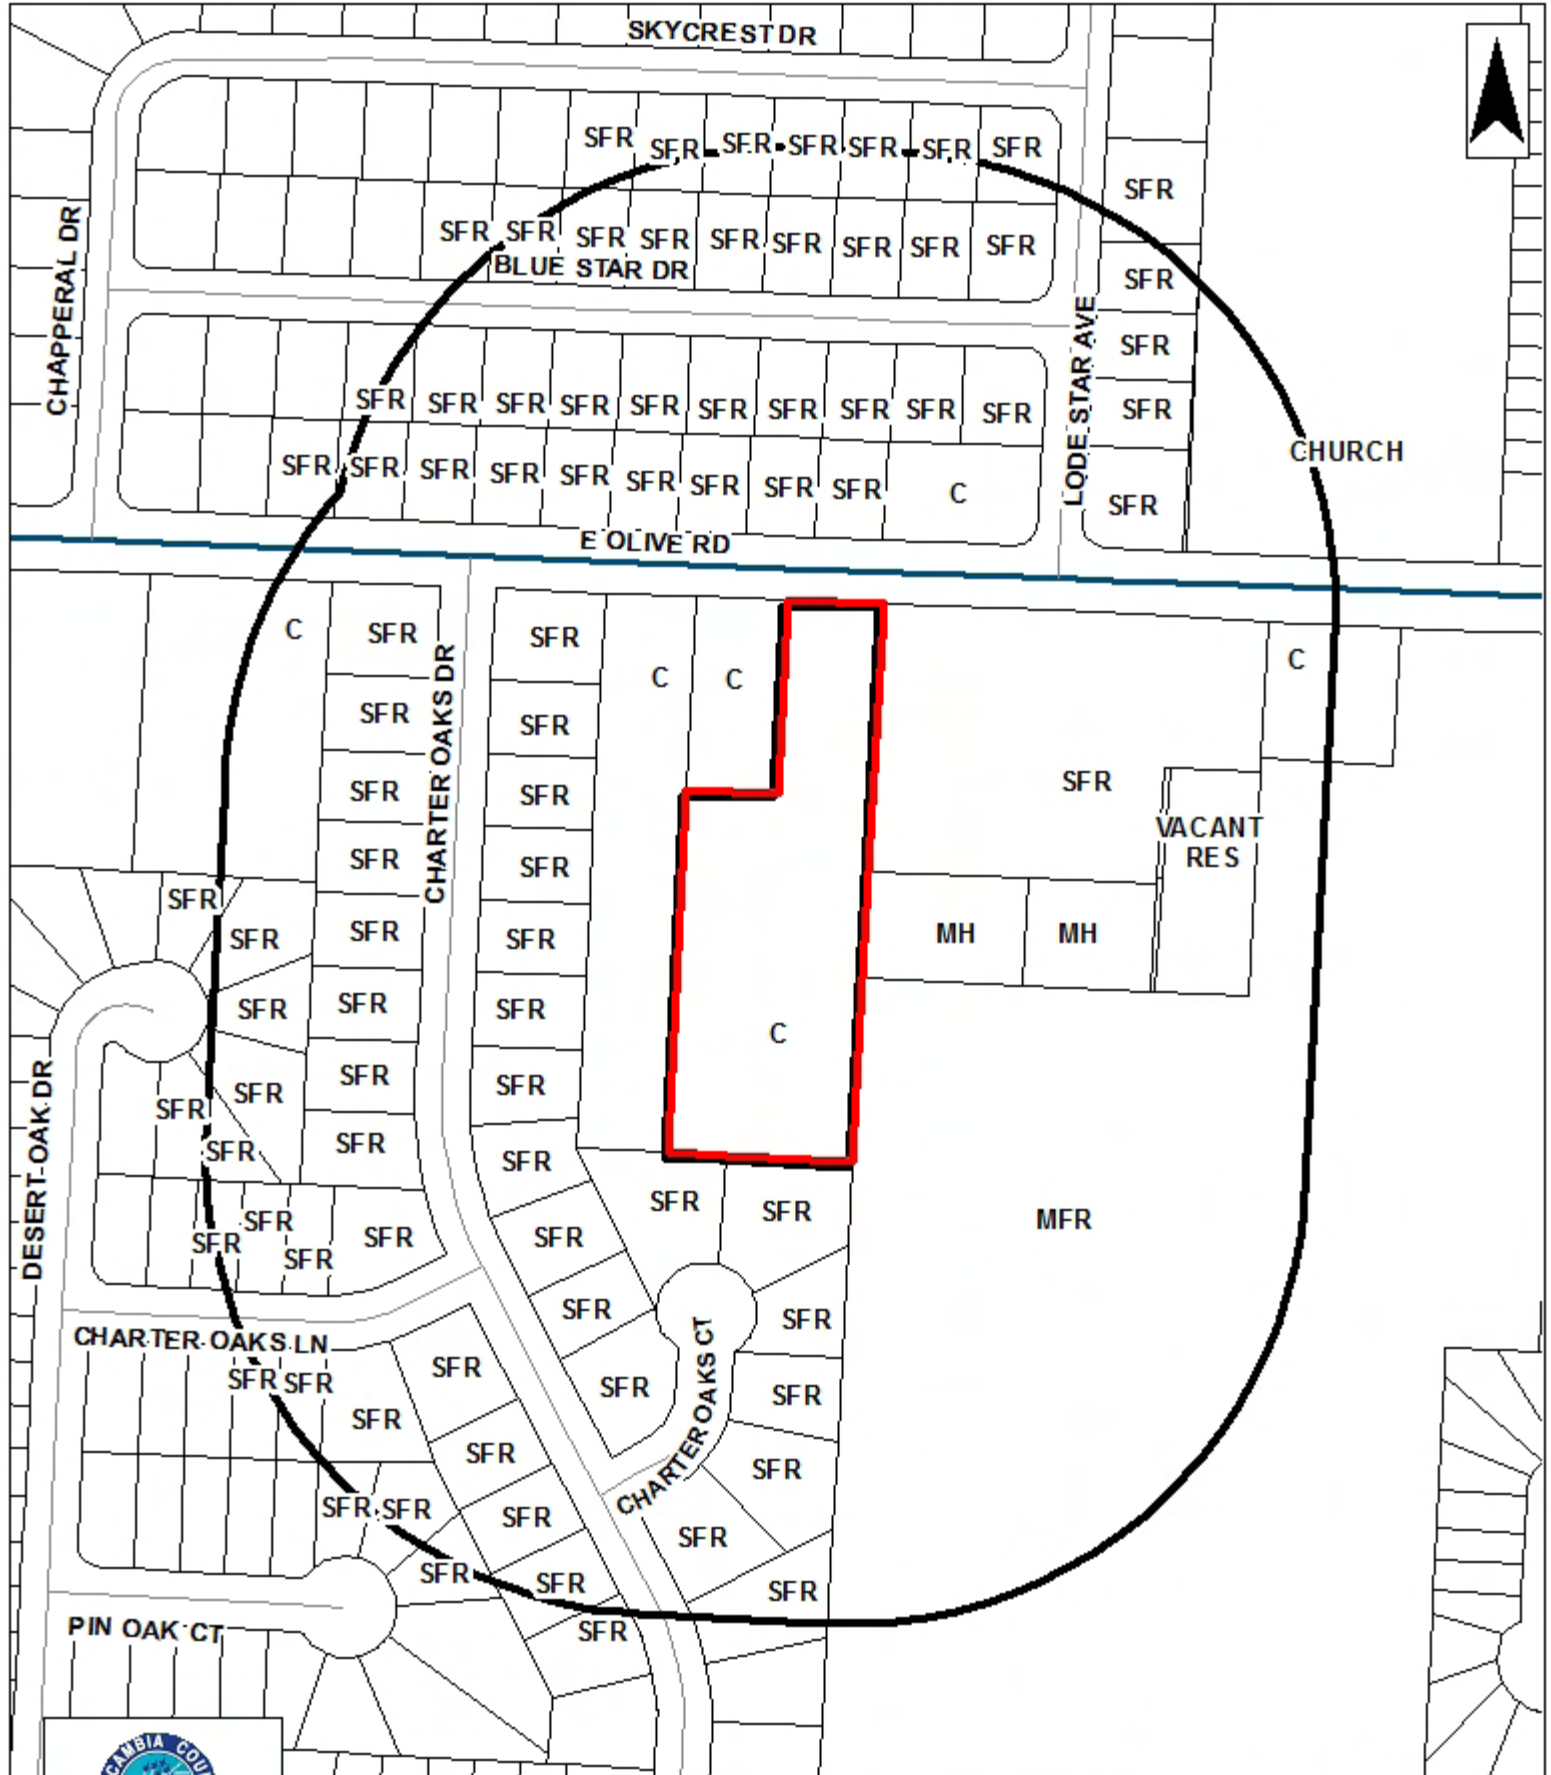 SKYCREST DR
SFR SFR SFR SFR SFR SFR SFR
SFR
SFR SFR SFR SFR SFR SFR SFR SFR SFR
BLUE STAR DR
SFR
CHAPPERAL DR
LODE STAR AVE
SFR
SFR SFR SFR SFR SFR SFR SFR SFR SFR SFR
SFR
CHURCH
SFR SFR SFR SFR SFR SFR SFR SFR SFR C
SFR
E OLIVE RD
C SFR SFR C C C
CHARTER OAKS DR
SFR SFR
SFR SFR SFR
VACANT
RES
SFR SFR
SFR
SFR SFR SFR MH MH
SFR SFR SFR C
DESERT OAK DR
SFR SFR SFR
SFR
SFR SFR SFR
SFR SFR
SFR SFR SFR SFR MFR
SFR SFR
SFR SFR
CHARTER OAKS LN
CHARTER OAKS CT
SFR SFR SFR SFR SFR
SFR
SFR SFR
SFR SFR SFR SFR
SFR SFR SFR
SFR
PIN OAK CT
CAMBIA COU